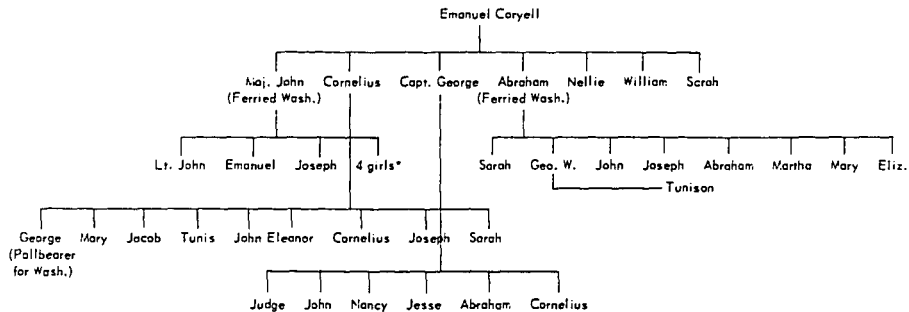 Emanuel Coryell
Maj. John Cornelius Capt. George Abraham Nellie William Sarah
(Ferried Wash.) (Ferried Wash.)
Lt. John Emanuel Joseph 4 girls* Sarah Geo. W. John Joseph Abraham Martha Mary Eliz.
Tunison
George Mary Jacob Tunis John Eleanor Cornelius Joseph Sarah
(Pallbearer
for Wash.)
Judge John Nancy Jesse Abraham Cornelius